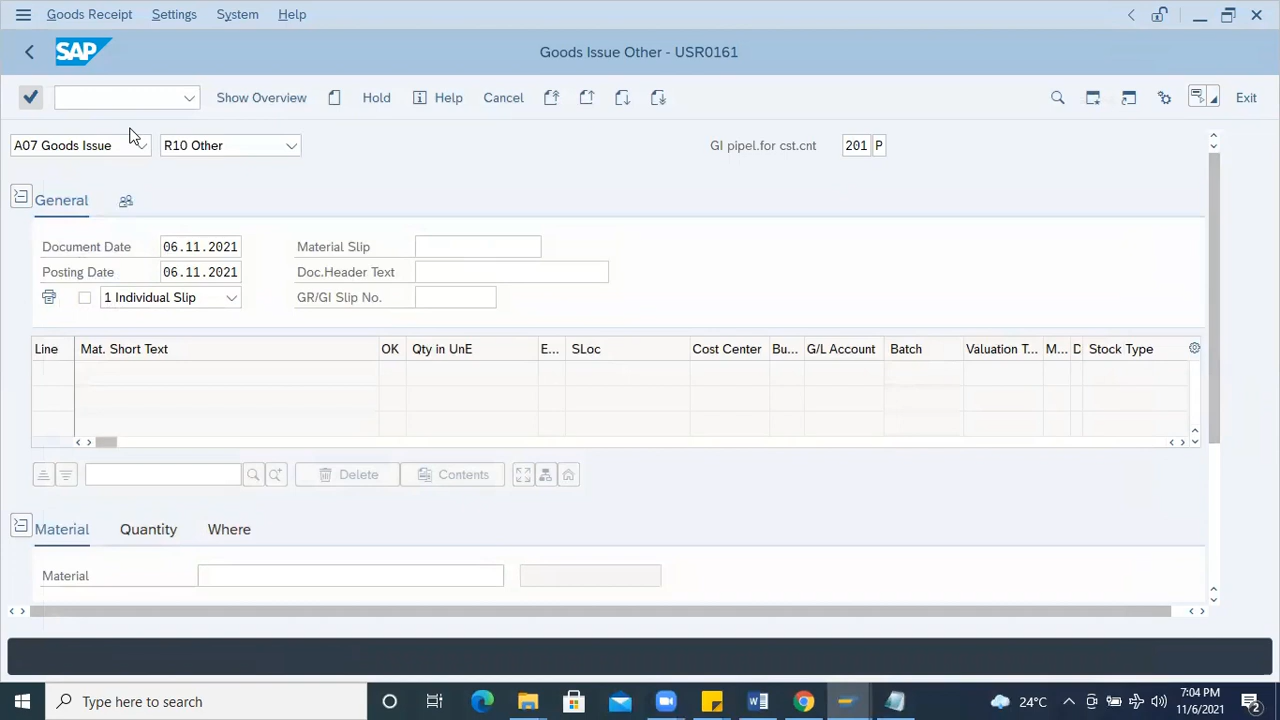 Goods Receipt Settings System Help
SAP Goods Issue Other - USR0161
Show Overview Hold Help Cancel Exit
A07 Goods Issue R10 Other GI pipel.for cst.cnt 201 P
General
Document Date 06.11.2021 Material Slip
Posting Date 06.11.2021 Doc.Header Text
1 Individual Slip GR/GI Slip No.
Line Mat. Short Text OK Qty in UnE E... SLoc Cost Center Bu... G/L Account Batch Valuation T... M... D Stock Type
Delete Contents
Material Quantity Where
Material
Type here to search 24°C 7:04 PM
11/6/2021 2